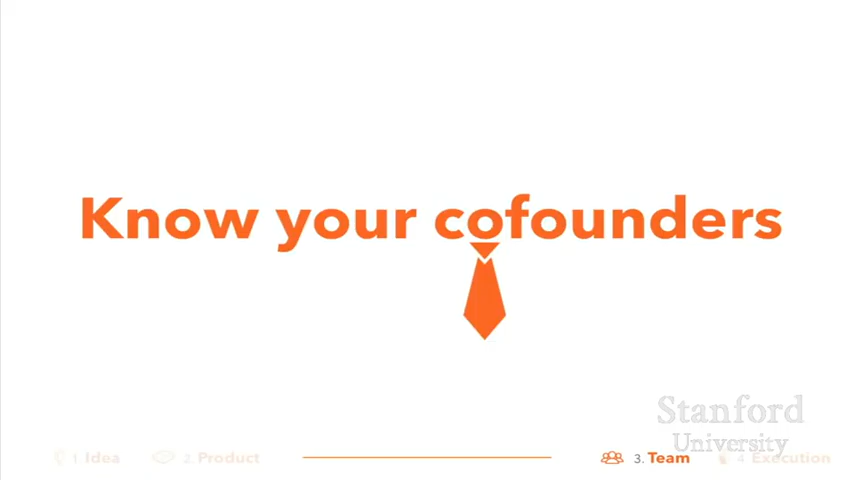 Know your cofounders
Stanford
University
1. Idea
2. Product
3. Team
4. Execution